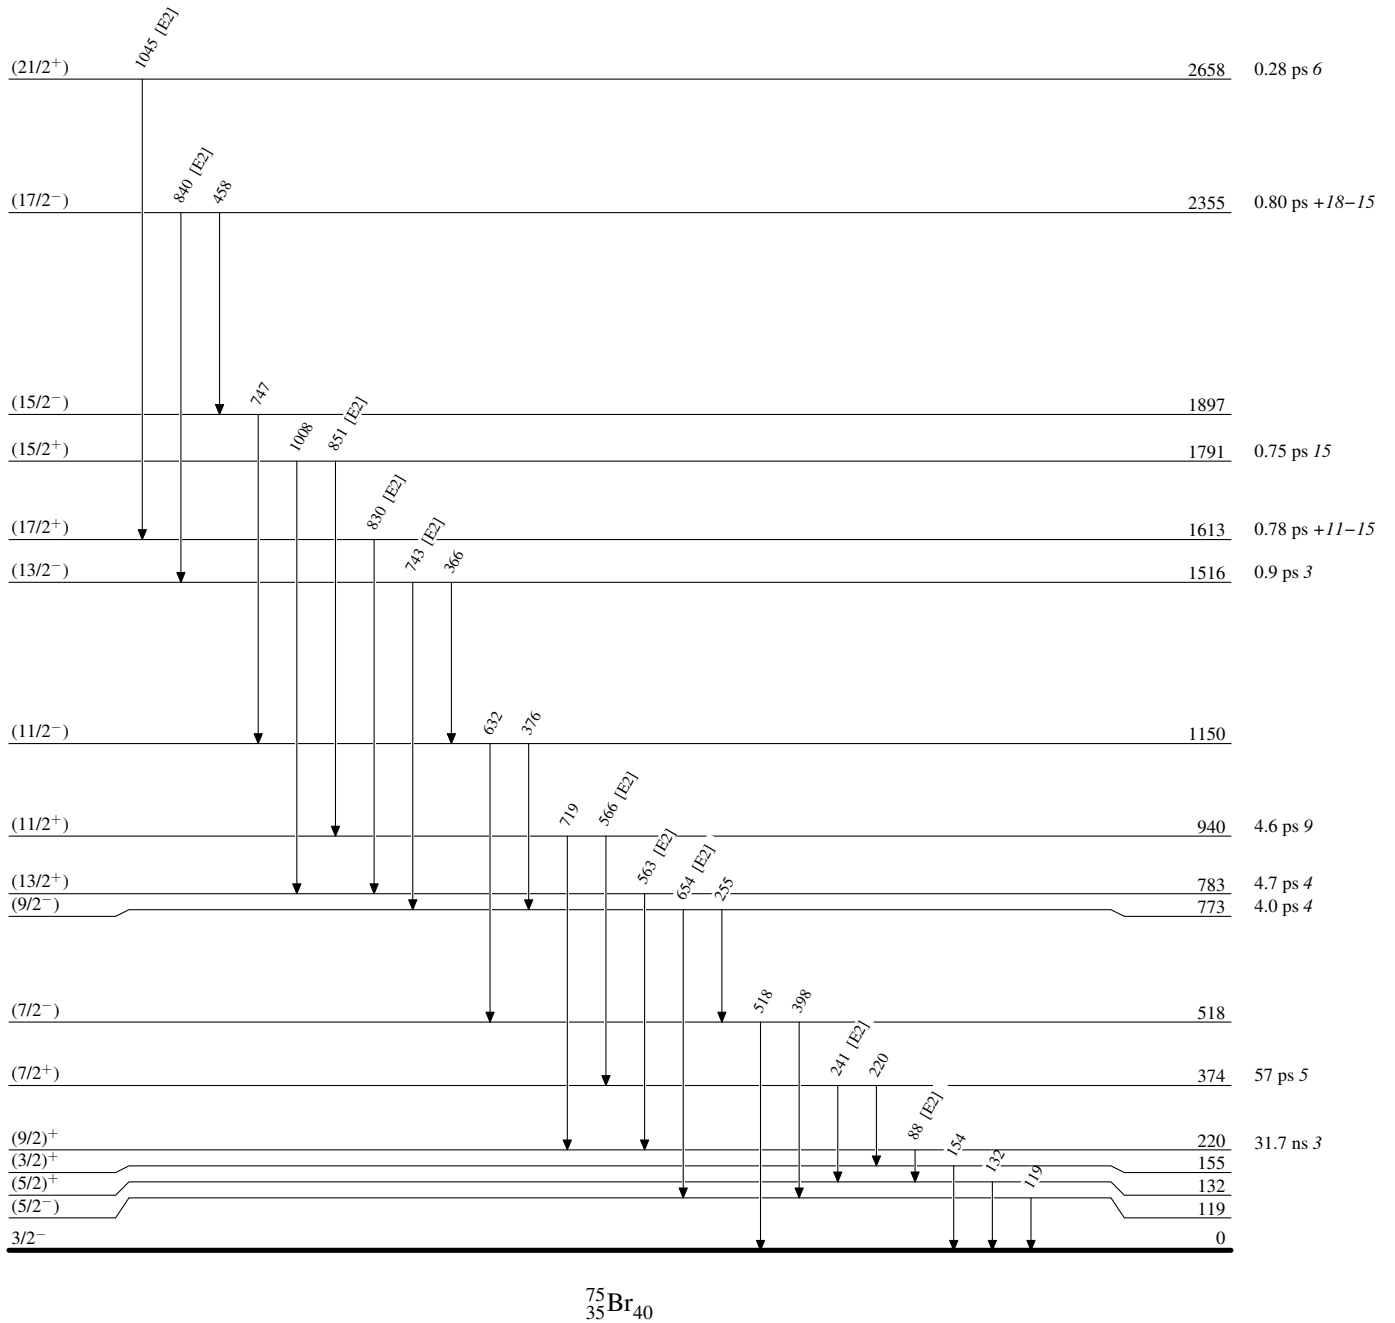 1045 [E2]
(21/2+) 2658 0.28 ps 6
840 [E2] 458
(17/2−) 2355 0.80 ps +18−15
747
(15/2−) 1897
1008 851 [E2]
(15/2+) 1791 0.75 ps 15
830 [E2]
(17/2+) 1613 0.78 ps +11−15
743 [E2] 366
(13/2−) 1516 0.9 ps 3
632 376
(11/2−) 1150
719 566 [E2]
(11/2+) 940 4.6 ps 9
563 [E2]
(13/2+) 783 4.7 ps 4
654 [E2] 255
(9/2−) 773 4.0 ps 4
518 398
(7/2−) 518
241 [E2] 220
(7/2+) 374 57 ps 5
88 [E2]
(9/2)+ 220 31.7 ns 3
154
(3/2)+ 155
132
(5/2)+ 132
119
(5/2−) 119
3/2− 0
75 35 Br 40